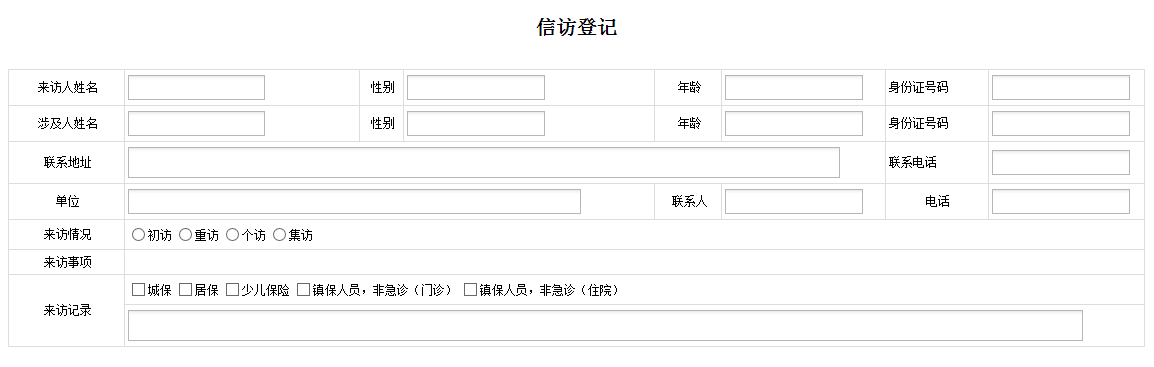 信访登记
来访人姓名 性别 年龄 身份证号码
涉及人姓名 性别 年龄 身份证号码
联系地址 联系电话
单位 联系人 电话
来访情况 初访 重访 个访 集访
来访事项
来访记录 城保 居保 少儿保险 镇保人员，非急诊（门诊） 镇保人员，非急诊（住院）